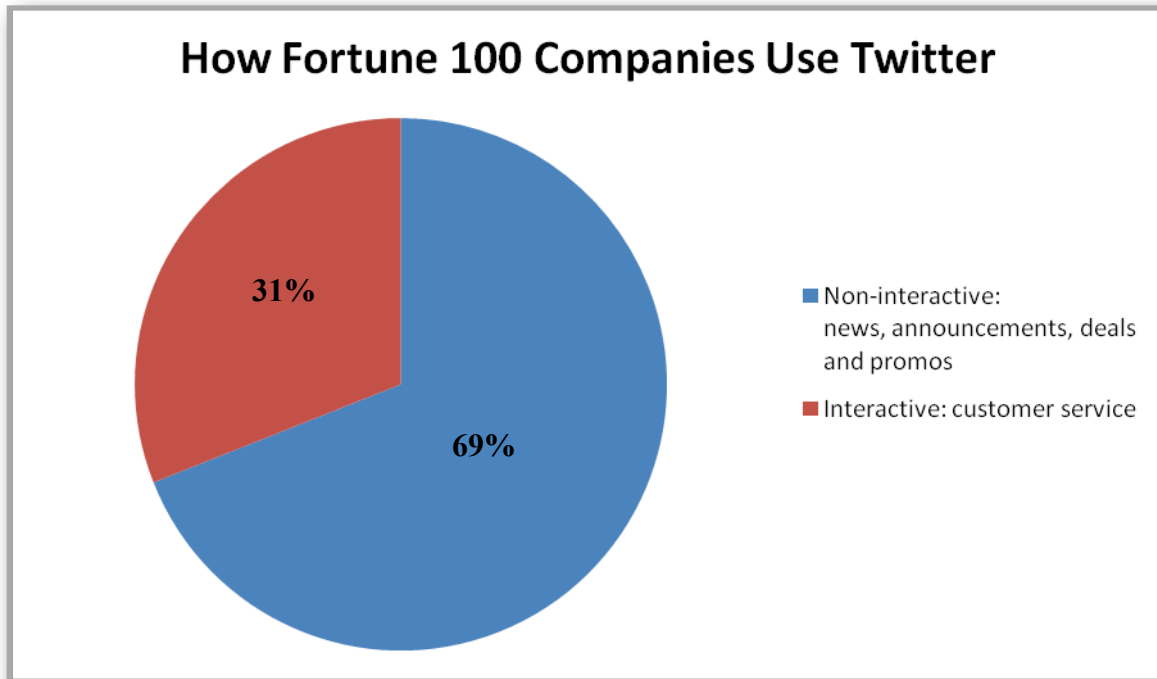 How Fortune 100 Companies Use Twitter
31%
69%
Non-interactive:
news, announcements, deals
and promos
Interactive: customer service